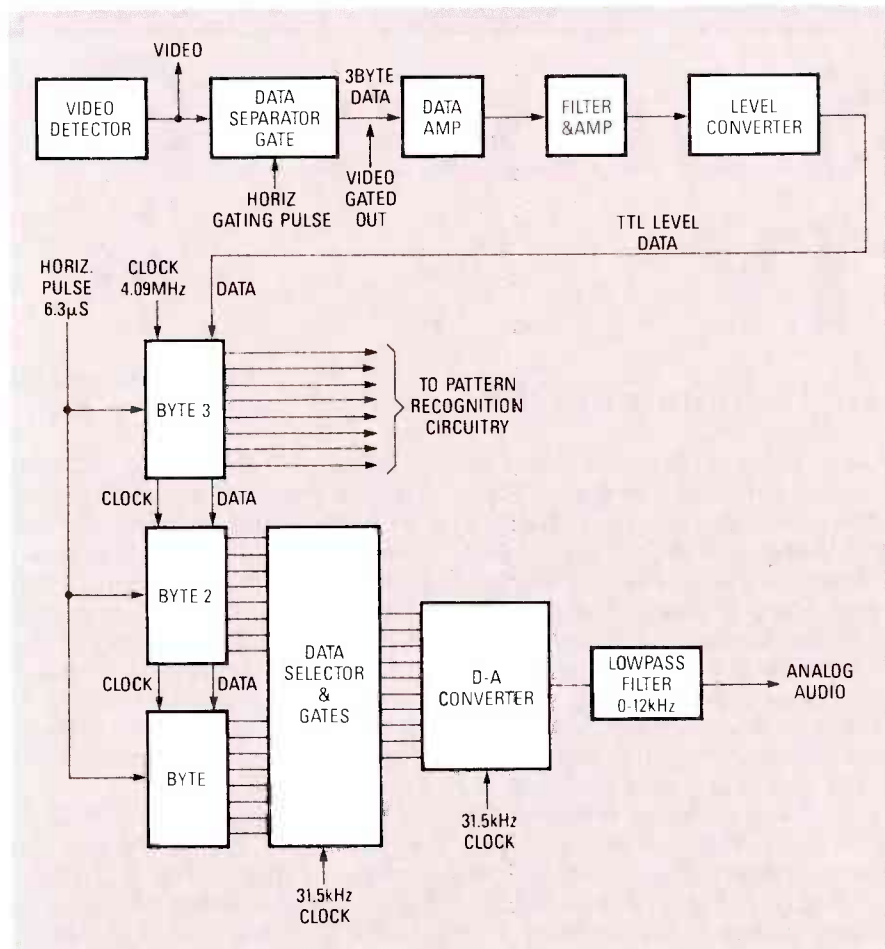 VIDEO
VIDEO
DETECTOR
DATA
SEPARATOR
GATE
3BYTE
DATA
DATA
AMP
FILTER
&AMP
LEVEL
CONVERTER
HORIZ
GATING PULSE
VIDEO
GATED
OUT
TTL LEVEL
DATA
HORIZ.
PULSE
6.3µS
CLOCK
4.09MHz
DATA
BYTE 3
TO PATTERN
RECOGNITION
CIRCUITRY
CLOCK
DATA
BYTE 2
DATA
SELECTOR
&
GATES
D-A
CONVERTER
LOWPASS
FILTER
0-12kHz
ANALOG
AUDIO
CLOCK
DATA
BYTE
31.5kHz
CLOCK
31.5kHz
CLOCK